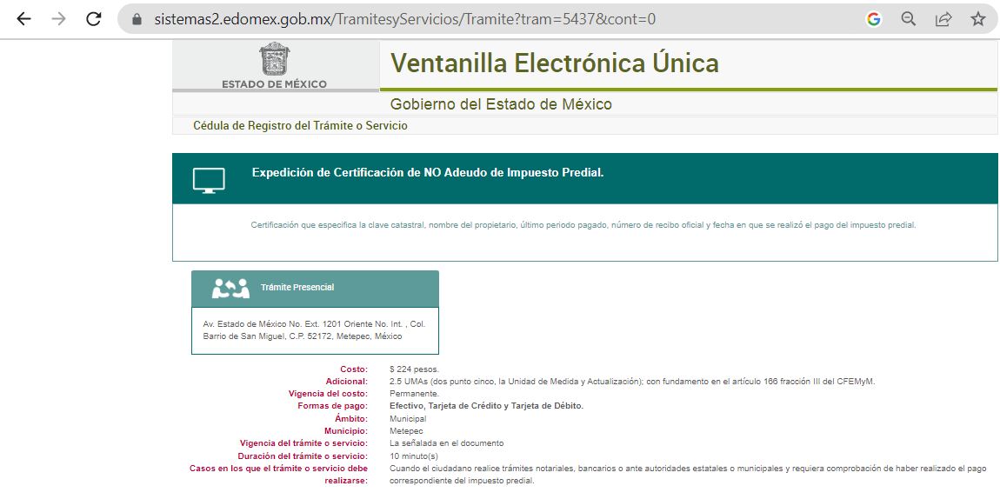 sistemas2.edomex.gob.mx/TramitesyServicios/Tramite?tram=5437&cont=0
ESTADO DE MÉXICO
Ventanilla Electrónica Única
Gobierno del Estado de México
Cédula de Registro del Trámite o Servicio
Expedición de Certificación de NO Adeudo de Impuesto Predial.
Certificación que especifica la clave catastral, nombre del propietario, último periodo pagado, número de recibo oficial y fecha en que se realizó el pago del impuesto predial.
Trámite Presencial
Av. Estado de México No. Ext. 1201 Oriente No. Int. , Col.
Barrio de San Miguel, C.P. 52172, Metepec, México
Costo: $ 224 pesos.
Adicional: 2.5 UMAs (dos punto cinco, la Unidad de Medida y Actualización); con fundamento en el artículo 166 fracción III del CFEMyM.
Vigencia del costo: Permanente.
Formas de pago: Efectivo, Tarjeta de Crédito y Tarjeta de Débito.
Ámbito: Municipal
Municipio: Metepec
Vigencia del trámite o servicio: La señalada en el documento
Duración del trámite o servicio: 10 minuto(s)
Casos en los que el trámite o servicio debe realizarse: Cuando el ciudadano realice trámites notariales, bancarios o ante autoridades estatales o municipales y requiera comprobación de haber realizado el pago
correspondiente del impuesto predial.